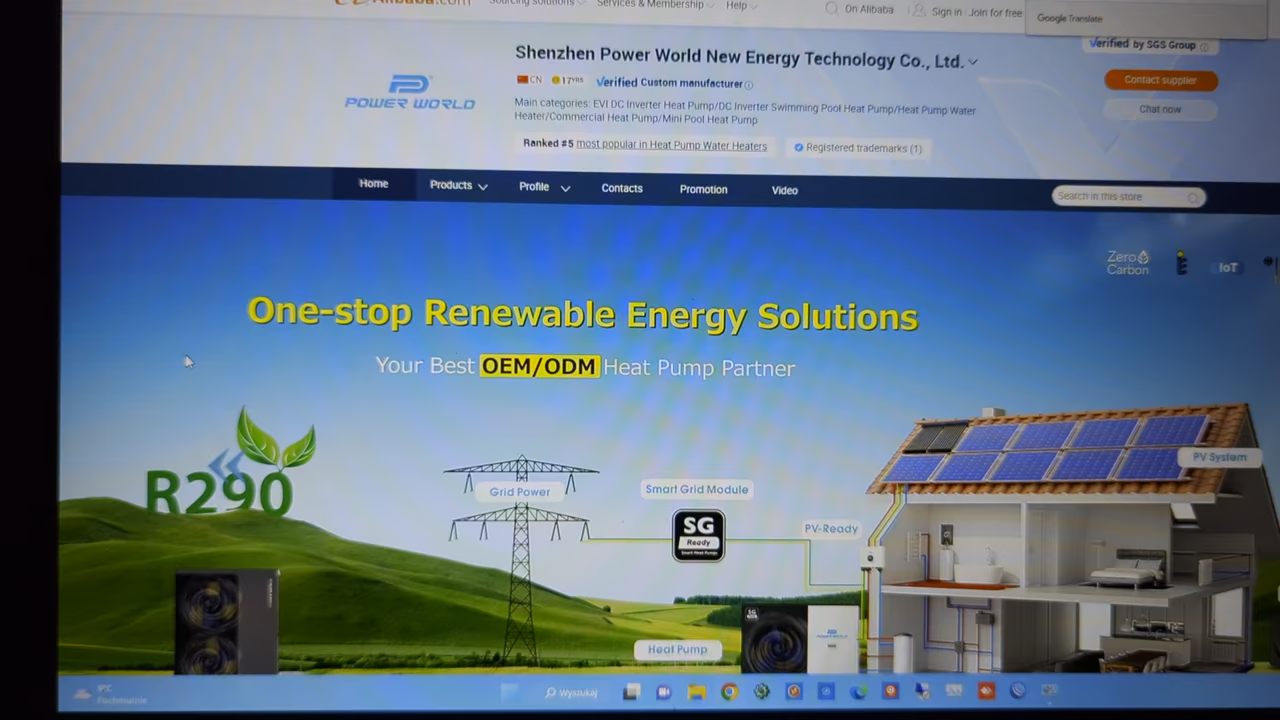 Alibaba.com
Sourcing solutions Services & Membership Help On Alibaba Sign in Join for free
Google Translate
Shenzhen Power World New Energy Technology Co., Ltd.
Verified by SGS Group
CN 17YRS Verified Custom manufacturer
Contact supplier
POWER WORLD
Main categories: EVI DC Inverter Heat Pump/DC Inverter Swimming Pool Heat Pump/Heat Pump Water
Heater/Commercial Heat Pump/Mini Pool Heat Pump
Chat now
Ranked #5 most popular in Heat Pump Water Heaters Registered trademarks (1)
Home Products Profile Contacts Promotion Video
Search in this store
Zero
Carbon
IoT
One-stop Renewable Energy Solutions
Your Best OEM/ODM Heat Pump Partner
R290
Grid Power
Smart Grid Module
PV System
SG
Ready
Smart Heat Pumps
PV-Ready
SG
POWER WORLD
Heat Pump
9°C
Pochmurnie
Wyszukaj